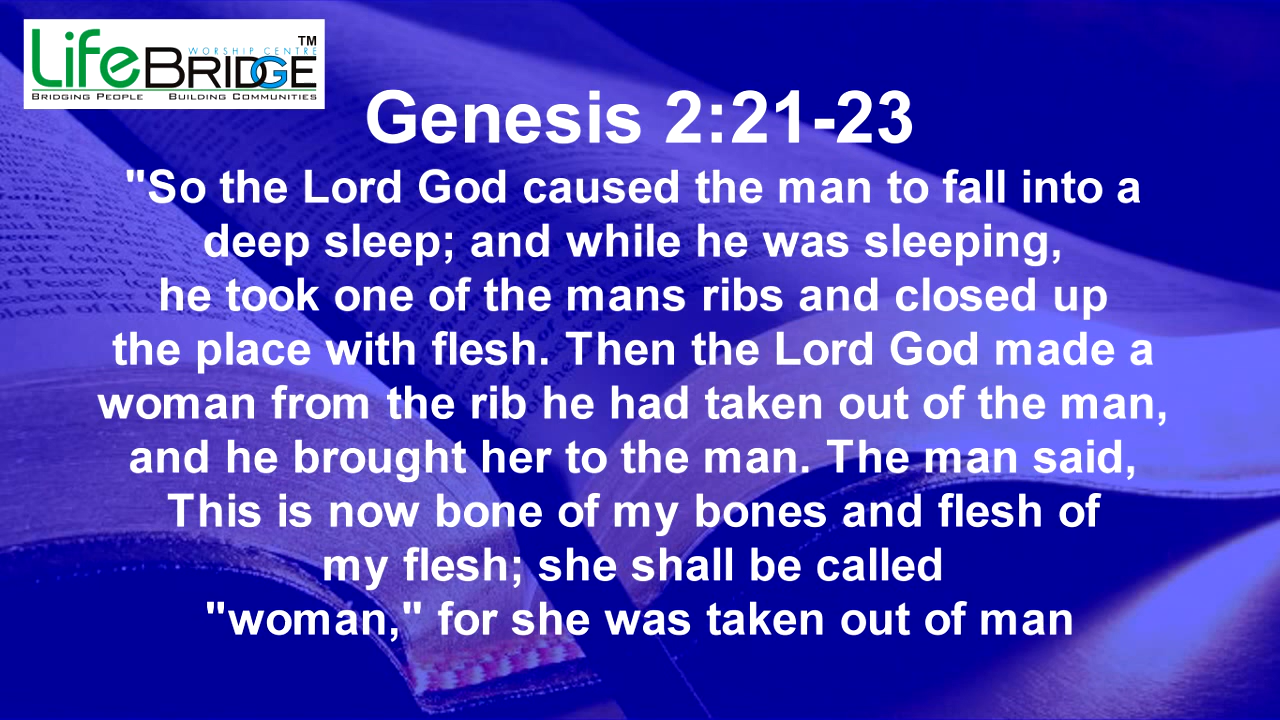 LifeBRIDGE™
WORSHIP CENTRE
BRIDGING PEOPLE BUILDING COMMUNITIES
Genesis 2:21-23
"So the Lord God caused the man to fall into a
deep sleep; and while he was sleeping,
he took one of the mans ribs and closed up
the place with flesh. Then the Lord God made a
woman from the rib he had taken out of the man,
and he brought her to the man. The man said,
This is now bone of my bones and flesh of
my flesh; she shall be called
"woman," for she was taken out of man